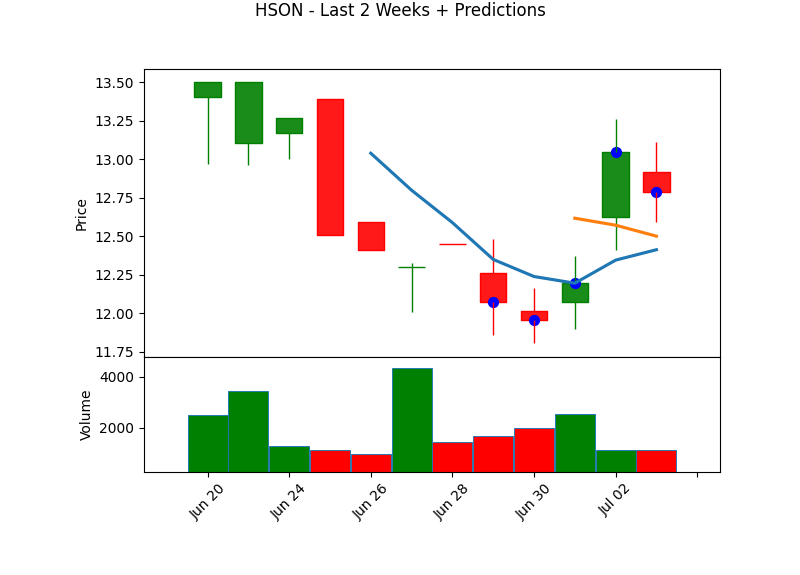 HSON - Last 2 Weeks + Predictions
13.50
13.25
13.00
12.75
12.50
12.25
12.00
11.75
Price
4000
2000
Volume
Jun 20
Jun 24
Jun 26
Jun 28
Jun 30
Jul 02